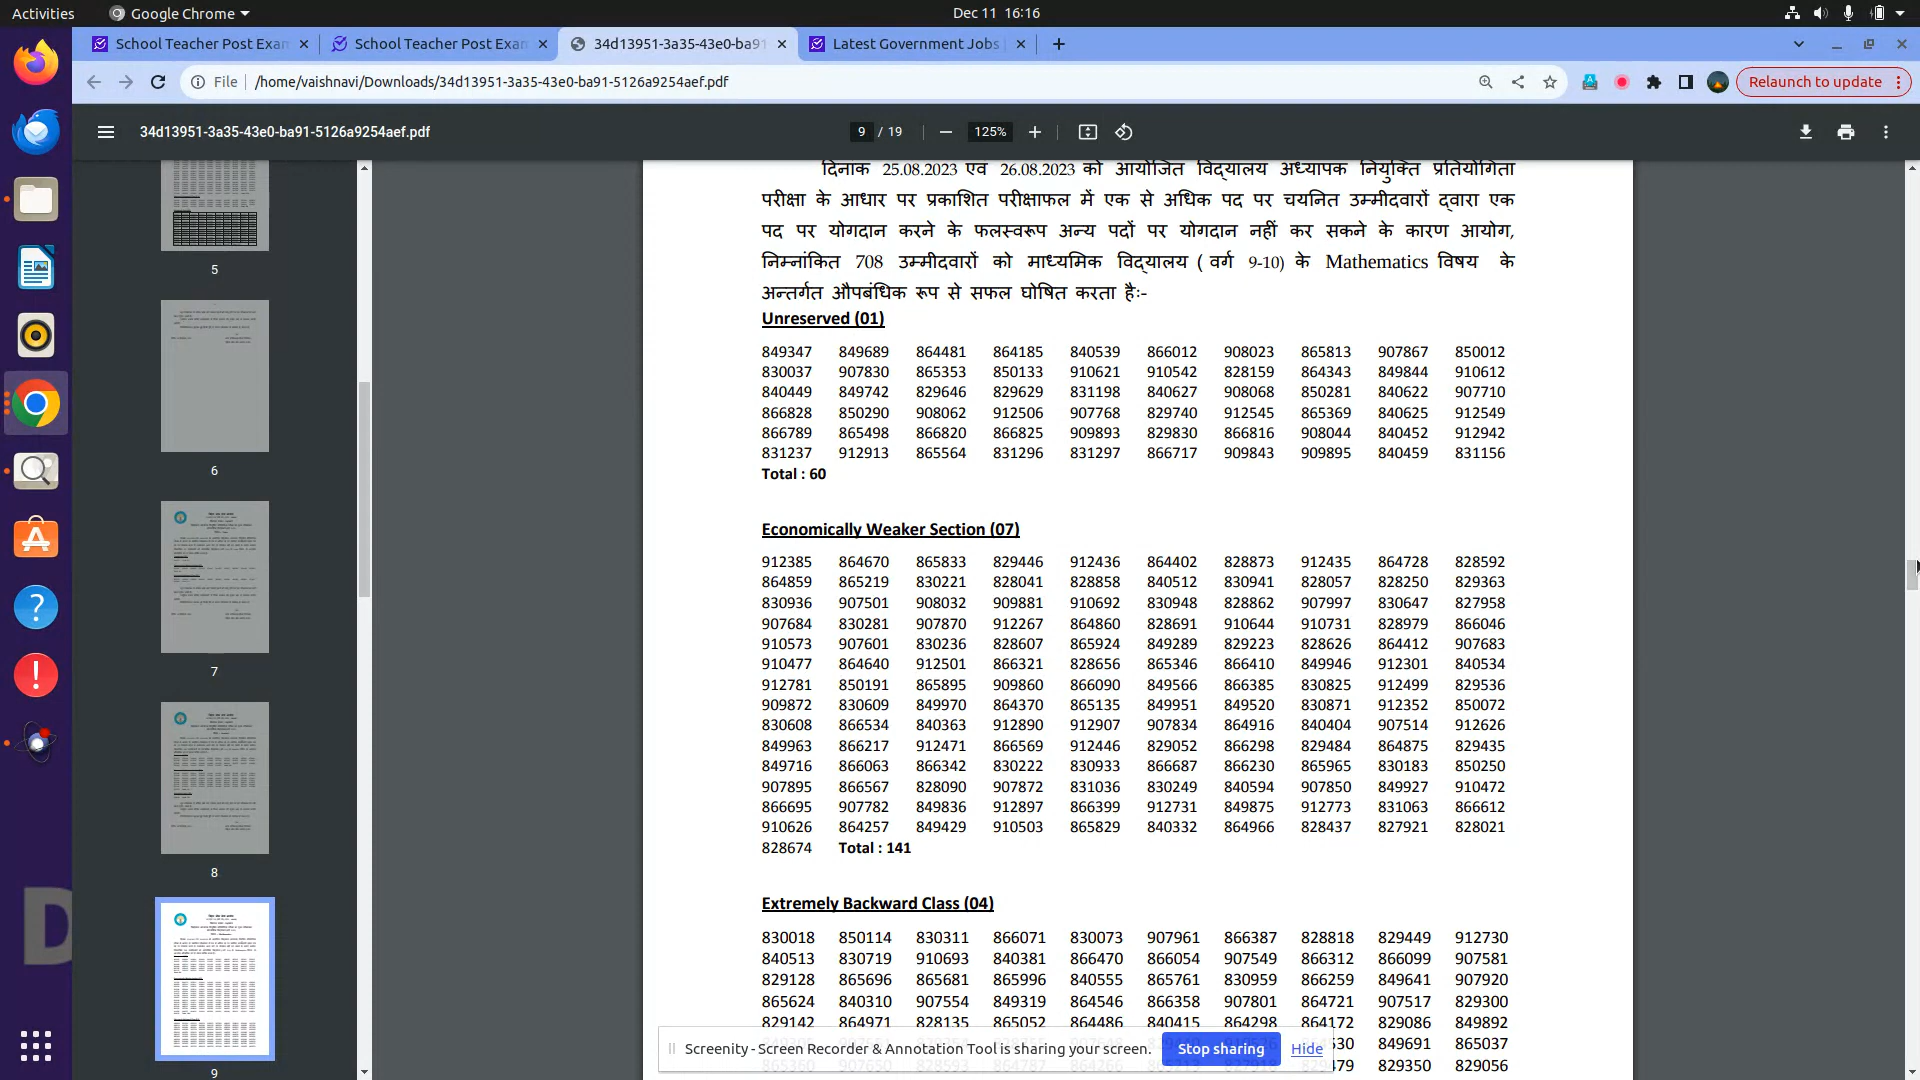 Activities Google Chrome Dec 11 16:16
School Teacher Post Exam School Teacher Post Exam 34d13951-3a35-43e0-ba91 Latest Government Jobs
File /home/vaishnavi/Downloads/34d13951-3a35-43e0-ba91-5126a9254aef.pdf Relaunch to update
34d13951-3a35-43e0-ba91-5126a9254aef.pdf 9 / 19 125%
दिनाक 25.08.2023 एव 26.08.2023 को आयोजित विद्यालय अध्यापक नियुक्ति प्रतियोगिता
परीक्षा के आधार पर प्रकाशित परीक्षाफल में एक से अधिक पद पर चयनित उम्मीदवारों द्वारा एक
पद पर योगदान करने के फलस्वरूप अन्य पदों पर योगदान नहीं कर सकने के कारण आयोग,
निम्नांकित 708 उम्मीदवारों को माध्यमिक विद्यालय ( वर्ग 9-10) के Mathematics विषय के
अन्तर्गत औपबंधिक रूप से सफल घोषित करता हैः-
Unreserved (01)
849347 849689 864481 864185 840539 866012 908023 865813 907867 850012
830037 907830 865353 850133 910621 910542 828159 864343 849844 910612
840449 849742 829646 829629 831198 840627 908068 850281 840622 907710
866828 850290 908062 912506 907768 829740 912545 865369 840625 912549
866789 865498 866820 866825 909893 829830 866816 908044 840452 912942
831237 912913 865564 831296 831297 866717 909843 909895 840459 831156
Total : 60
Economically Weaker Section (07)
912385 864670 865833 829446 912436 864402 828873 912435 864728 828592
864859 865219 830221 828041 828858 840512 830941 828057 828250 829363
830936 907501 908032 909881 910692 830948 828862 907997 830647 827958
907684 830281 907870 912267 864860 828691 910644 910731 828979 866046
910573 907601 830236 828607 865924 849289 829223 828626 864412 907683
910477 864640 912501 866321 828656 865346 866410 849946 912301 840534
912781 850191 865895 909860 866090 849566 866385 830825 912499 829536
909872 830609 849970 864370 865135 849951 849520 830871 912352 850072
830608 866534 840363 912890 912907 907834 864916 840404 907514 912626
849963 866217 912471 866569 912446 829052 866298 829484 864875 829435
849716 866063 866342 830222 830933 866687 866230 865965 830183 850250
907895 866567 828090 907872 831036 830249 840594 907850 849927 910472
866695 907782 849836 912897 866399 912731 849875 912773 831063 866612
910626 864257 849429 910503 865829 840332 864966 828437 827921 828021
828674 Total : 141
Extremely Backward Class (04)
830018 850114 830311 866071 830073 907961 866387 828818 829449 912730
840513 830719 910693 840381 866470 866054 907549 866312 866099 907581
829128 865696 865681 865996 840555 865761 830959 866259 849641 907920
865624 840310 907554 849319 864546 866358 907801 864721 907517 829300
829142 864971 828135 865052 864486 840415 864298 864172 829086 849892
530 849691 865037
479 829350 829056
Screenity - Screen Recorder & Annotation Tool is sharing your screen. Stop sharing Hide
5
6
7
8
9